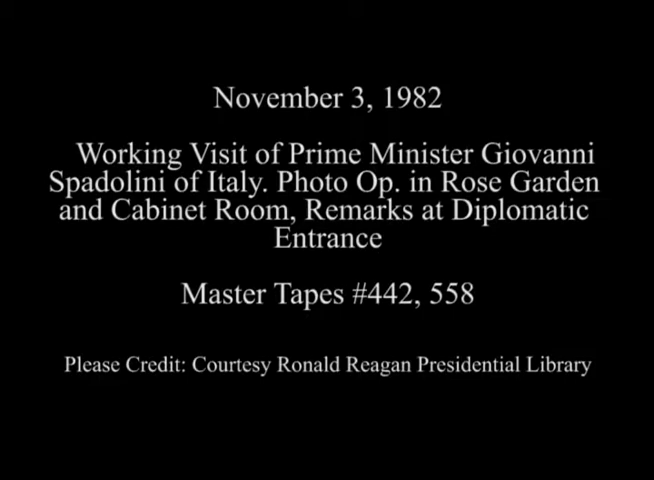 November 3, 1982
Working Visit of Prime Minister Giovanni
Spadolini of Italy. Photo Op. in Rose Garden
and Cabinet Room, Remarks at Diplomatic
Entrance
Master Tapes #442, 558
Please Credit: Courtesy Ronald Reagan Presidential Library